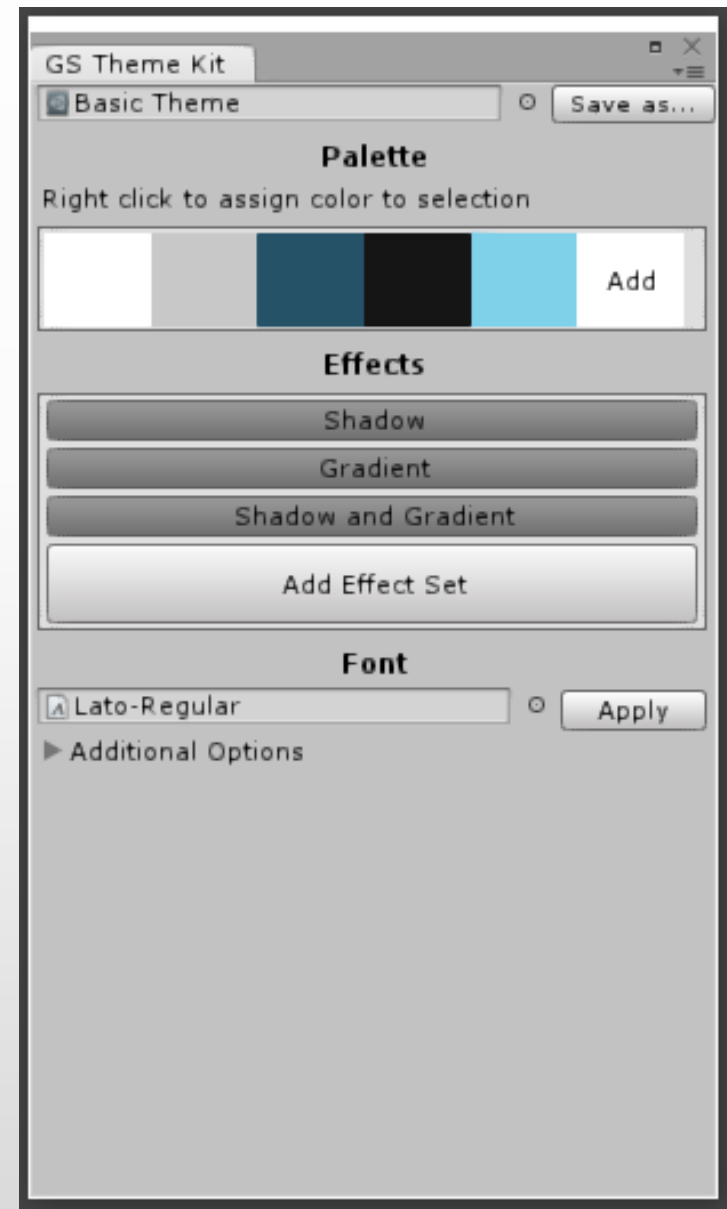 GS Theme Kit
Basic Theme
Save as...
Palette
Right click to assign color to selection
Add
Effects
Shadow
Gradient
Shadow and Gradient
Add Effect Set
Font
Lato-Regular
Apply
Additional Options